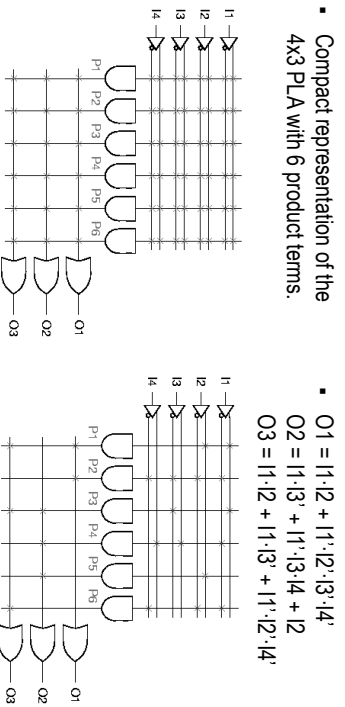 ▪ Compact representation of the
4x3 PLA with 6 product terms.
I1
I2
I3
I4
P1 P2 P3 P4 P5 P6
O1
O2
O3
▪ O1 = I1·I2 + I1'·I2'·I3'·I4'
O2 = I1·I3' + I1'·I3·I4 + I2
O3 = I1·I2 + I1·I3' + I1'·I2'·I4'
I1
I2
I3
I4
P1 P2 P3 P4 P5 P6
O1
O2
O3